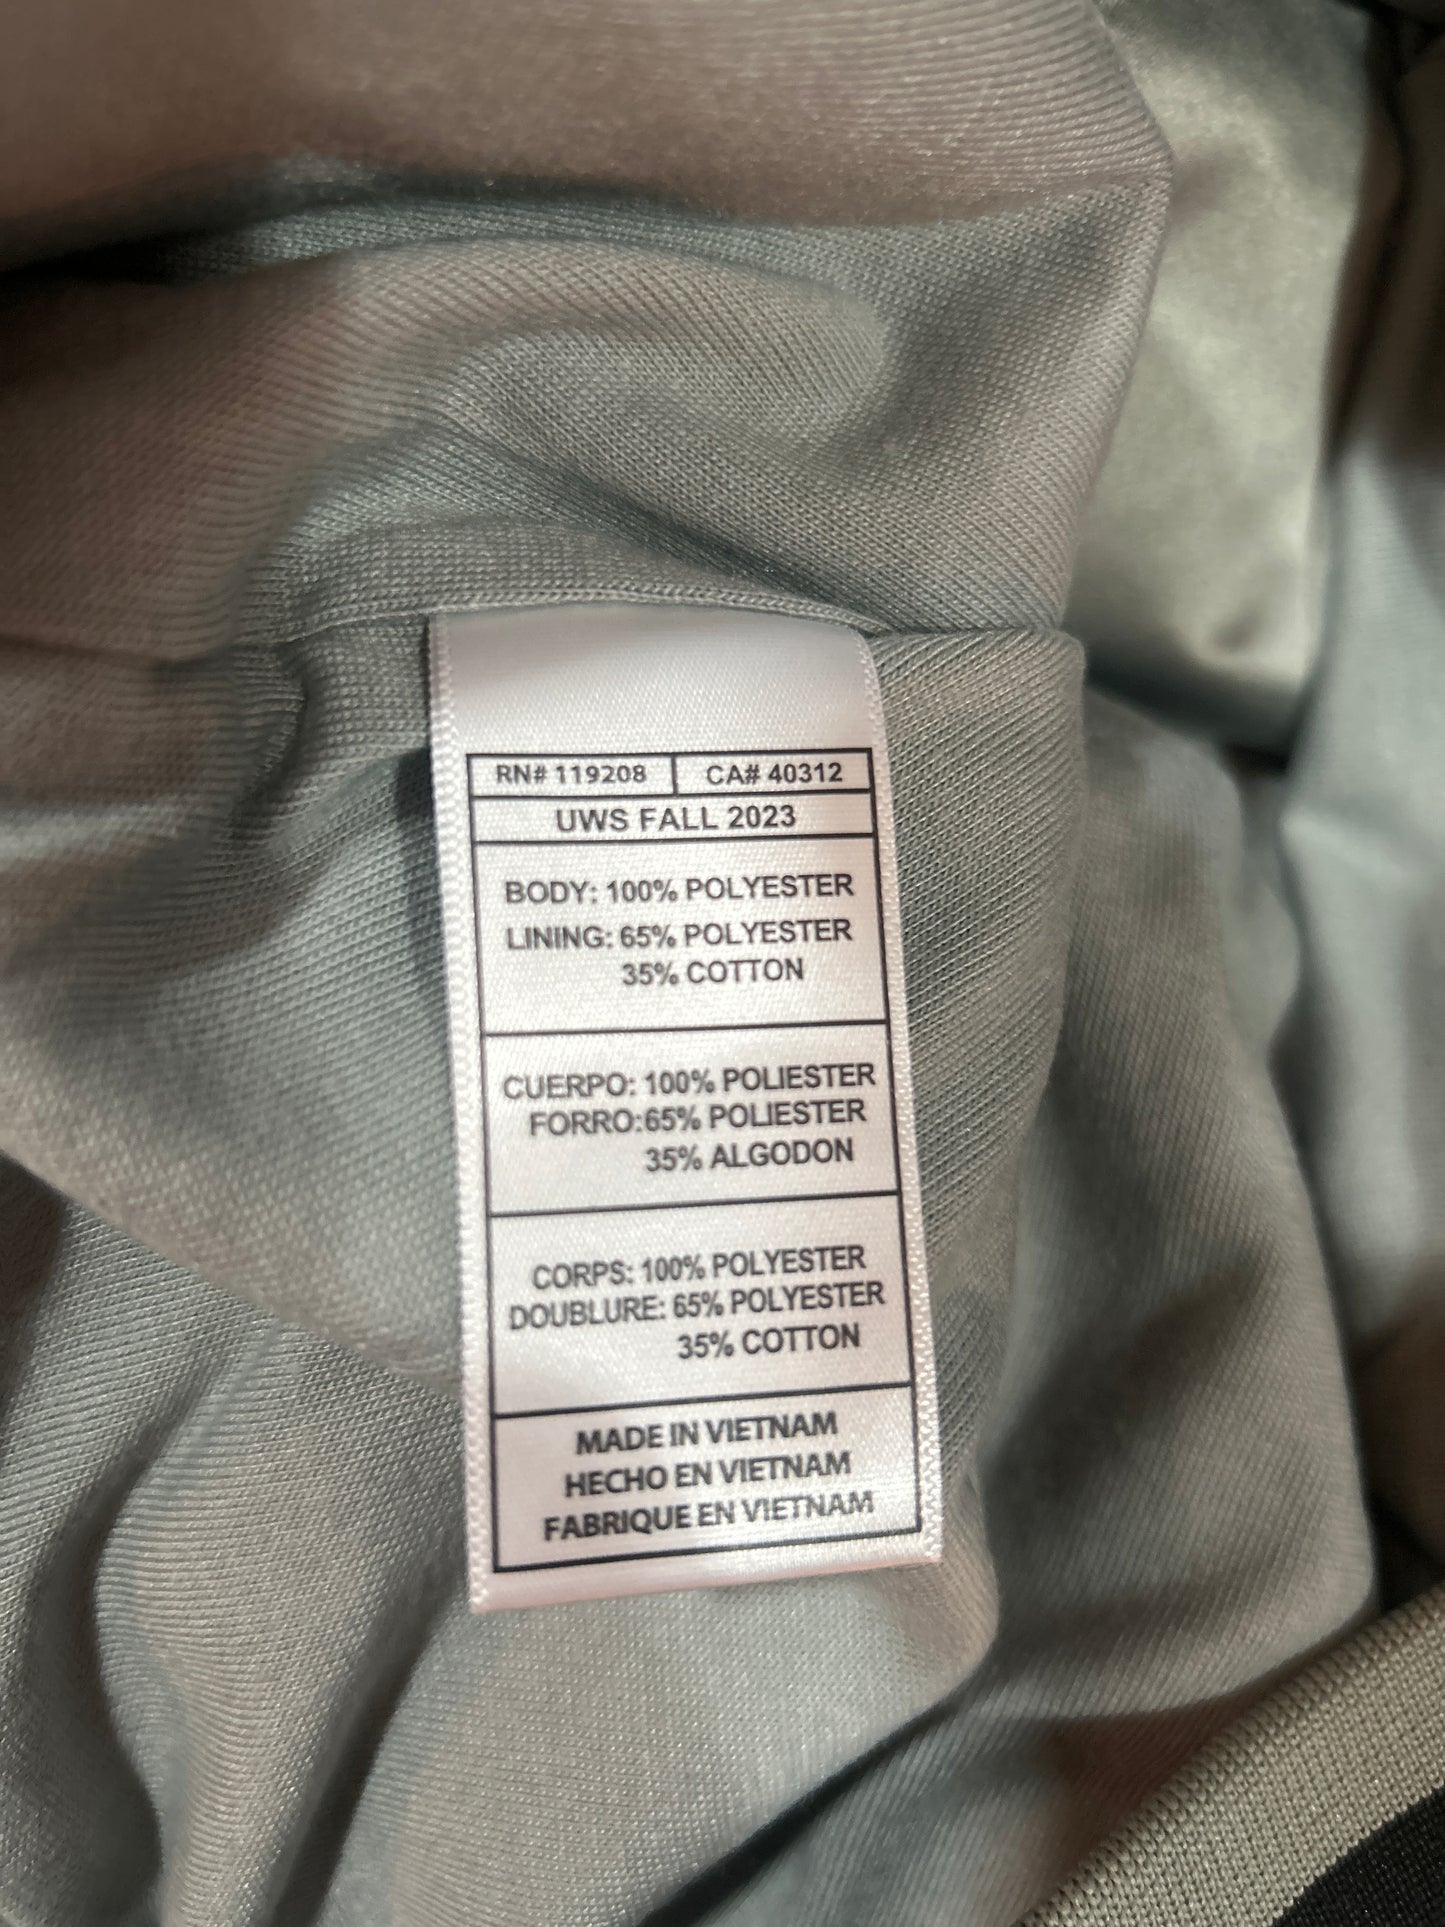 RN# 119208 CA# 40312
UWS FALL 2023
BODY: 100% POLYESTER
LINING: 65% POLYESTER
35% COTTON
CUERPO: 100% POLIESTER
FORRO:65% POLIESTER
35% ALGODON
CORPS: 100% POLYESTER
DOUBLURE: 65% POLYESTER
35% COTTON
MADE IN VIETNAM
HECHO EN VIETNAM
FABRIQUE EN VIETNAM